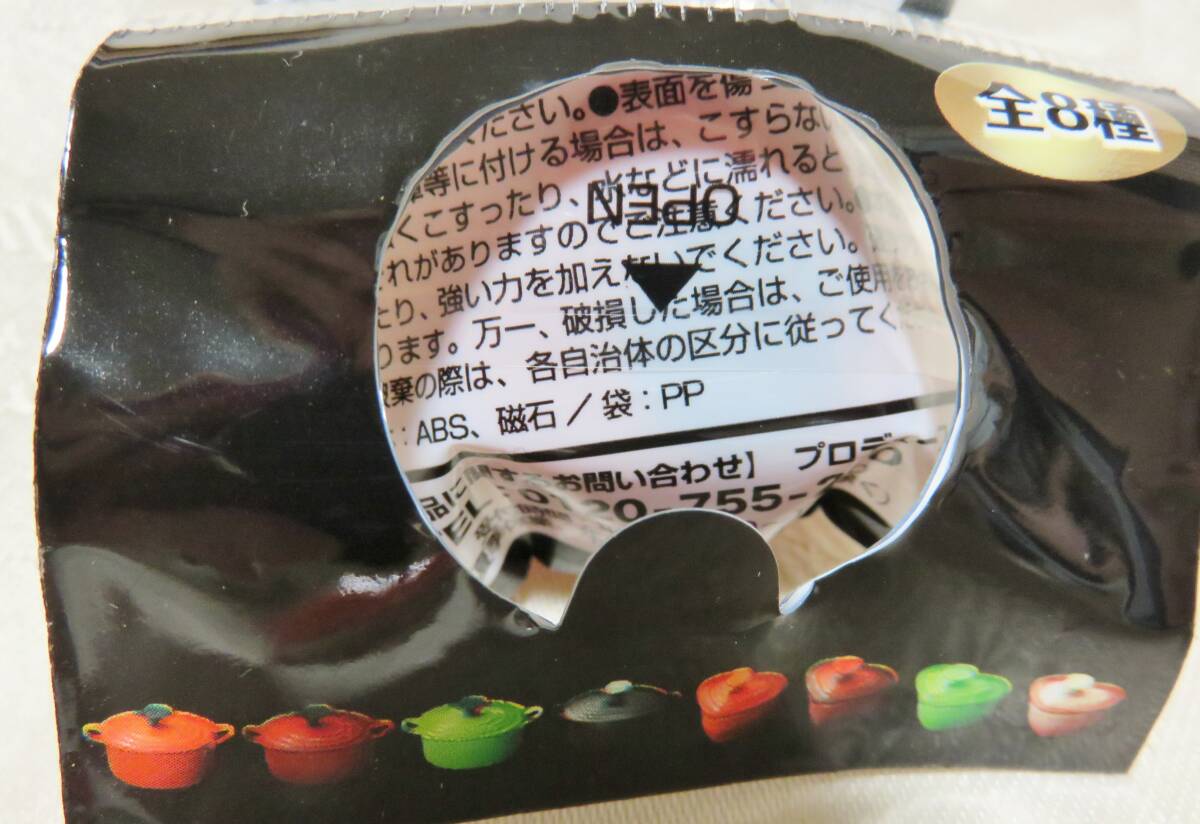 全8種
ください。●表面を傷
等に付ける場合は、こすらない
くこすったり、水などに濡れると
れがありますのでご注意ください。
たり、強い力を加えないでください。
ります。万一、破損した場合は、ご使用
棄の際は、各自治体の区分に従ってく
: ABS、磁石 / 袋：PP
お問い合わせ】 プロデ
20-755-
OPEN